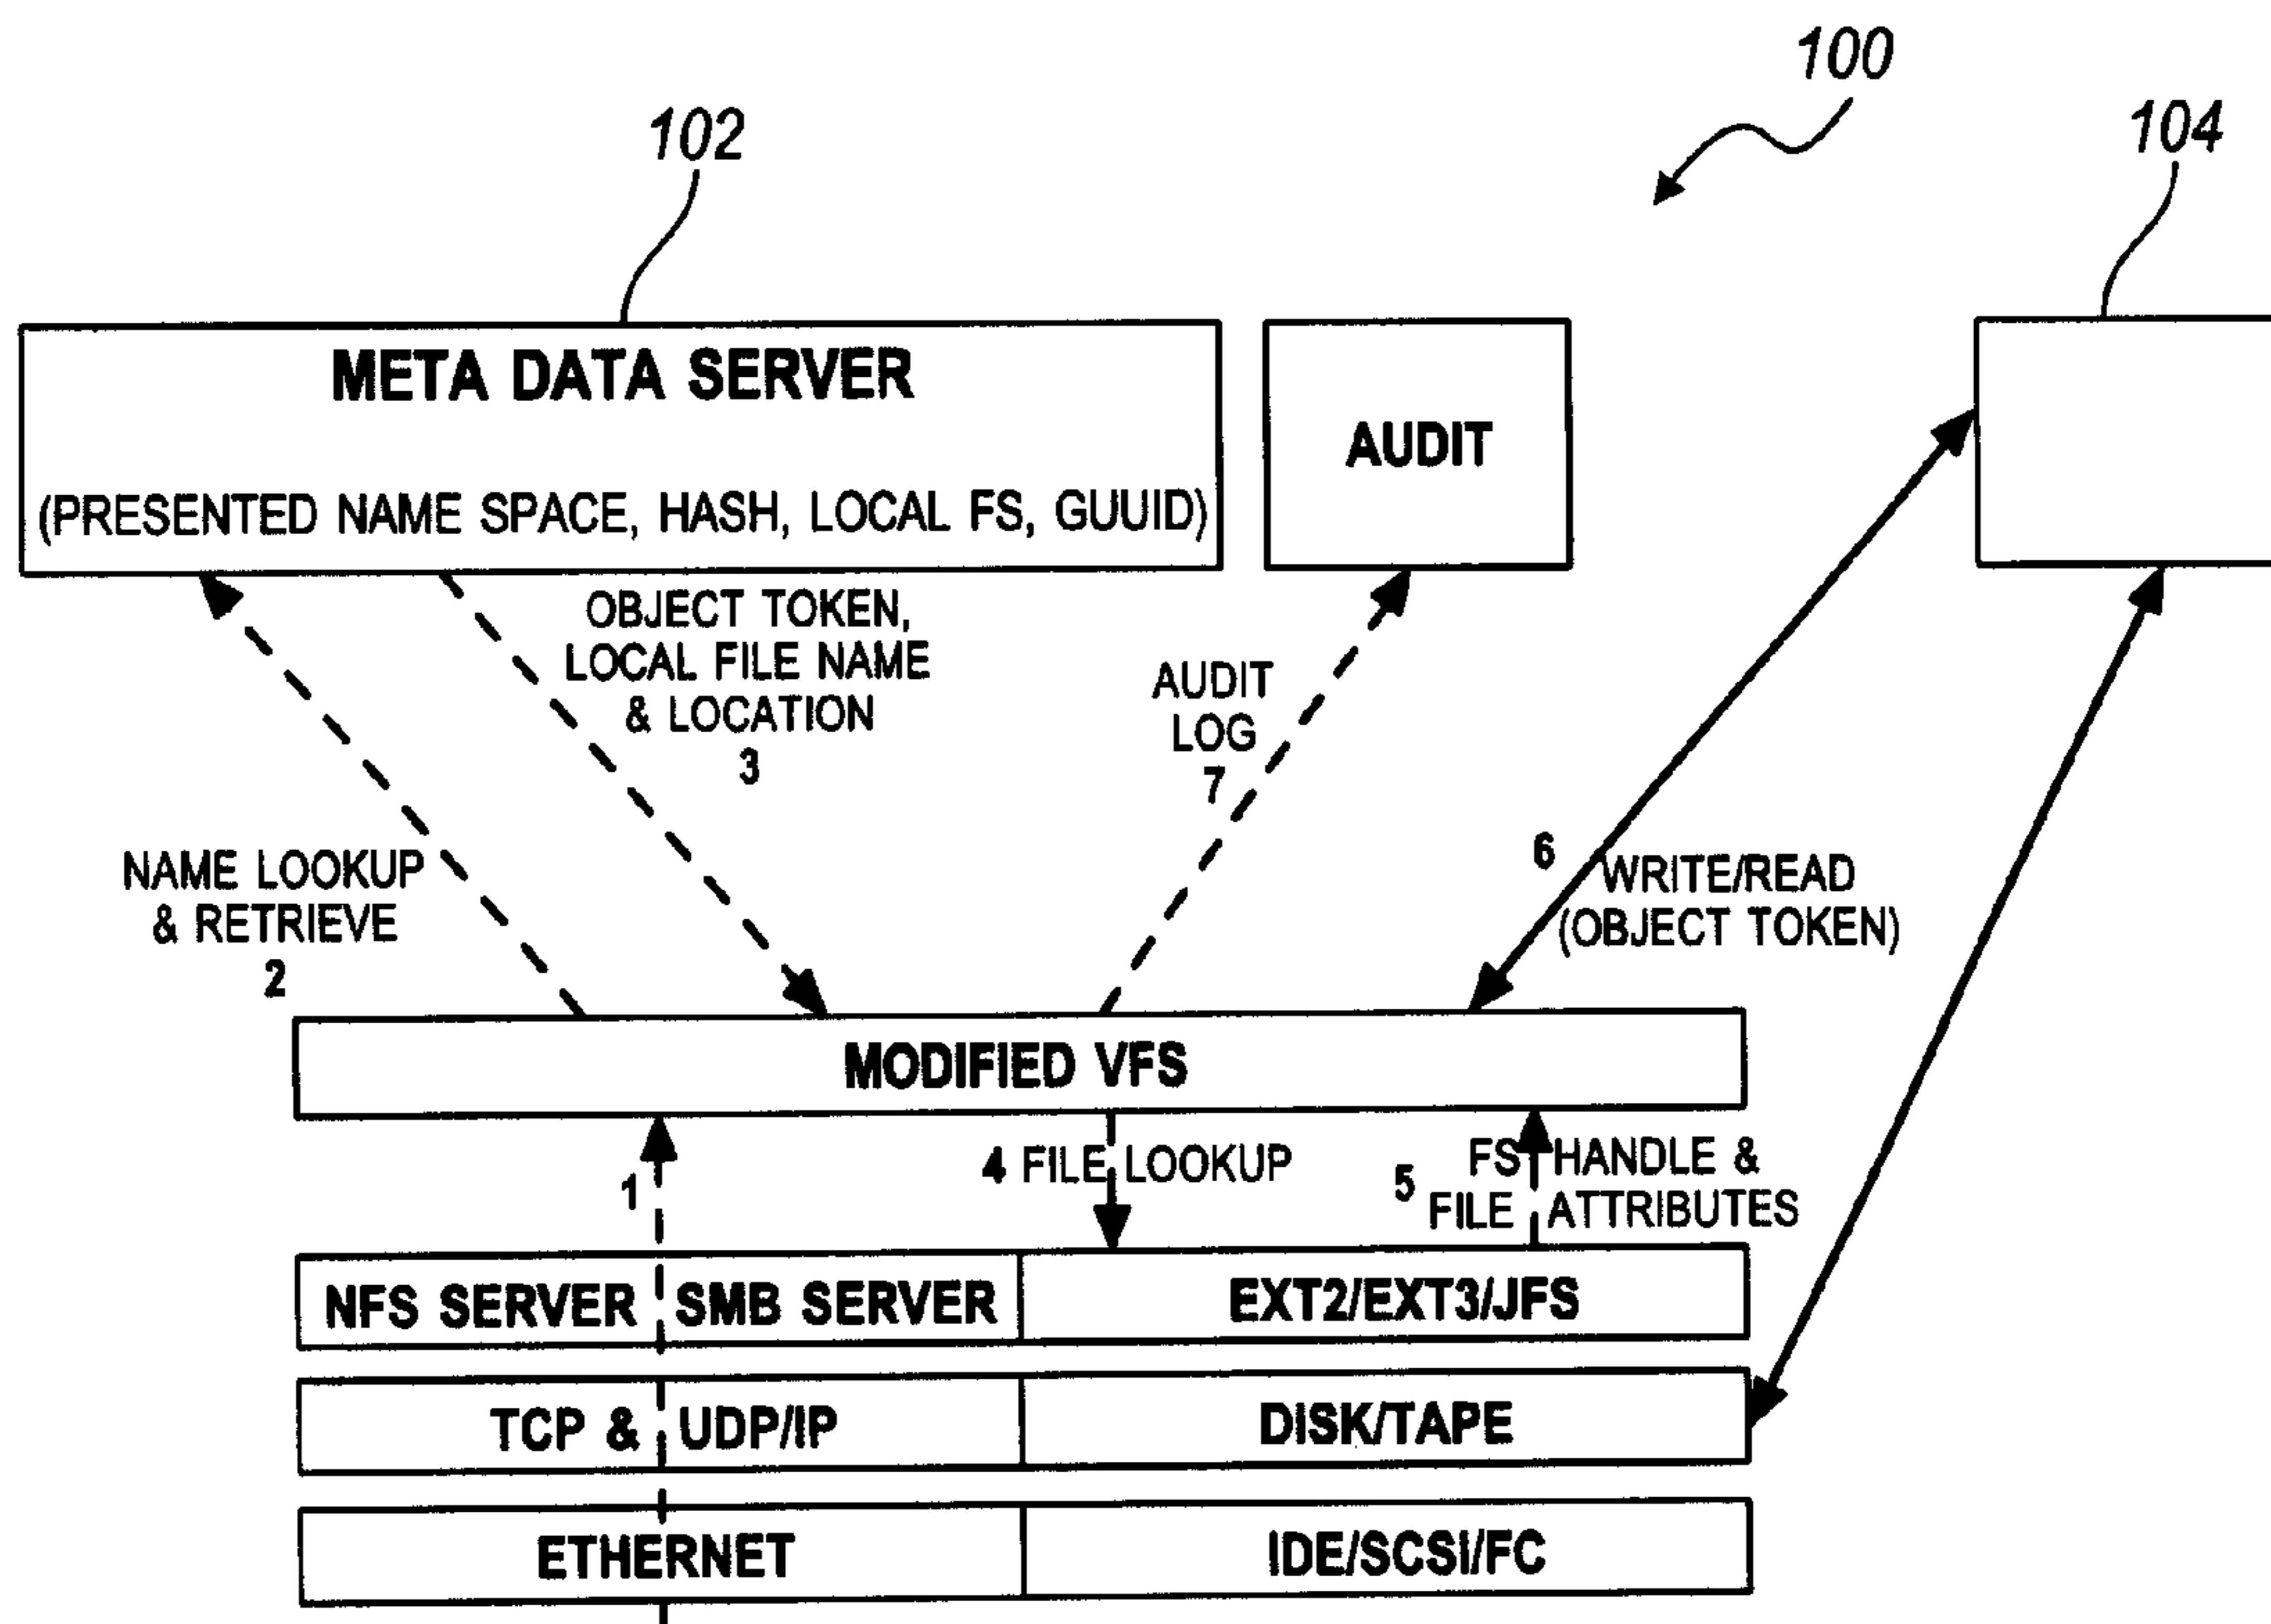 100
102
104
META DATA SERVER
(PRESENTED NAME SPACE, HASH, LOCAL FS, GUUID)
AUDIT
OBJECT TOKEN,
LOCAL FILE NAME
& LOCATION
3
AUDIT
LOG
7
NAME LOOKUP
& RETRIEVE
2
6
WRITE/READ
(OBJECT TOKEN)
MODIFIED VFS
1
4 FILE LOOKUP
5
FS HANDLE &
FILE ATTRIBUTES
NFS SERVER SMB SERVER
EXT2/EXT3/JFS
TCP & UDP/IP
DISK/TAPE
ETHERNET
IDE/SCSI/FC